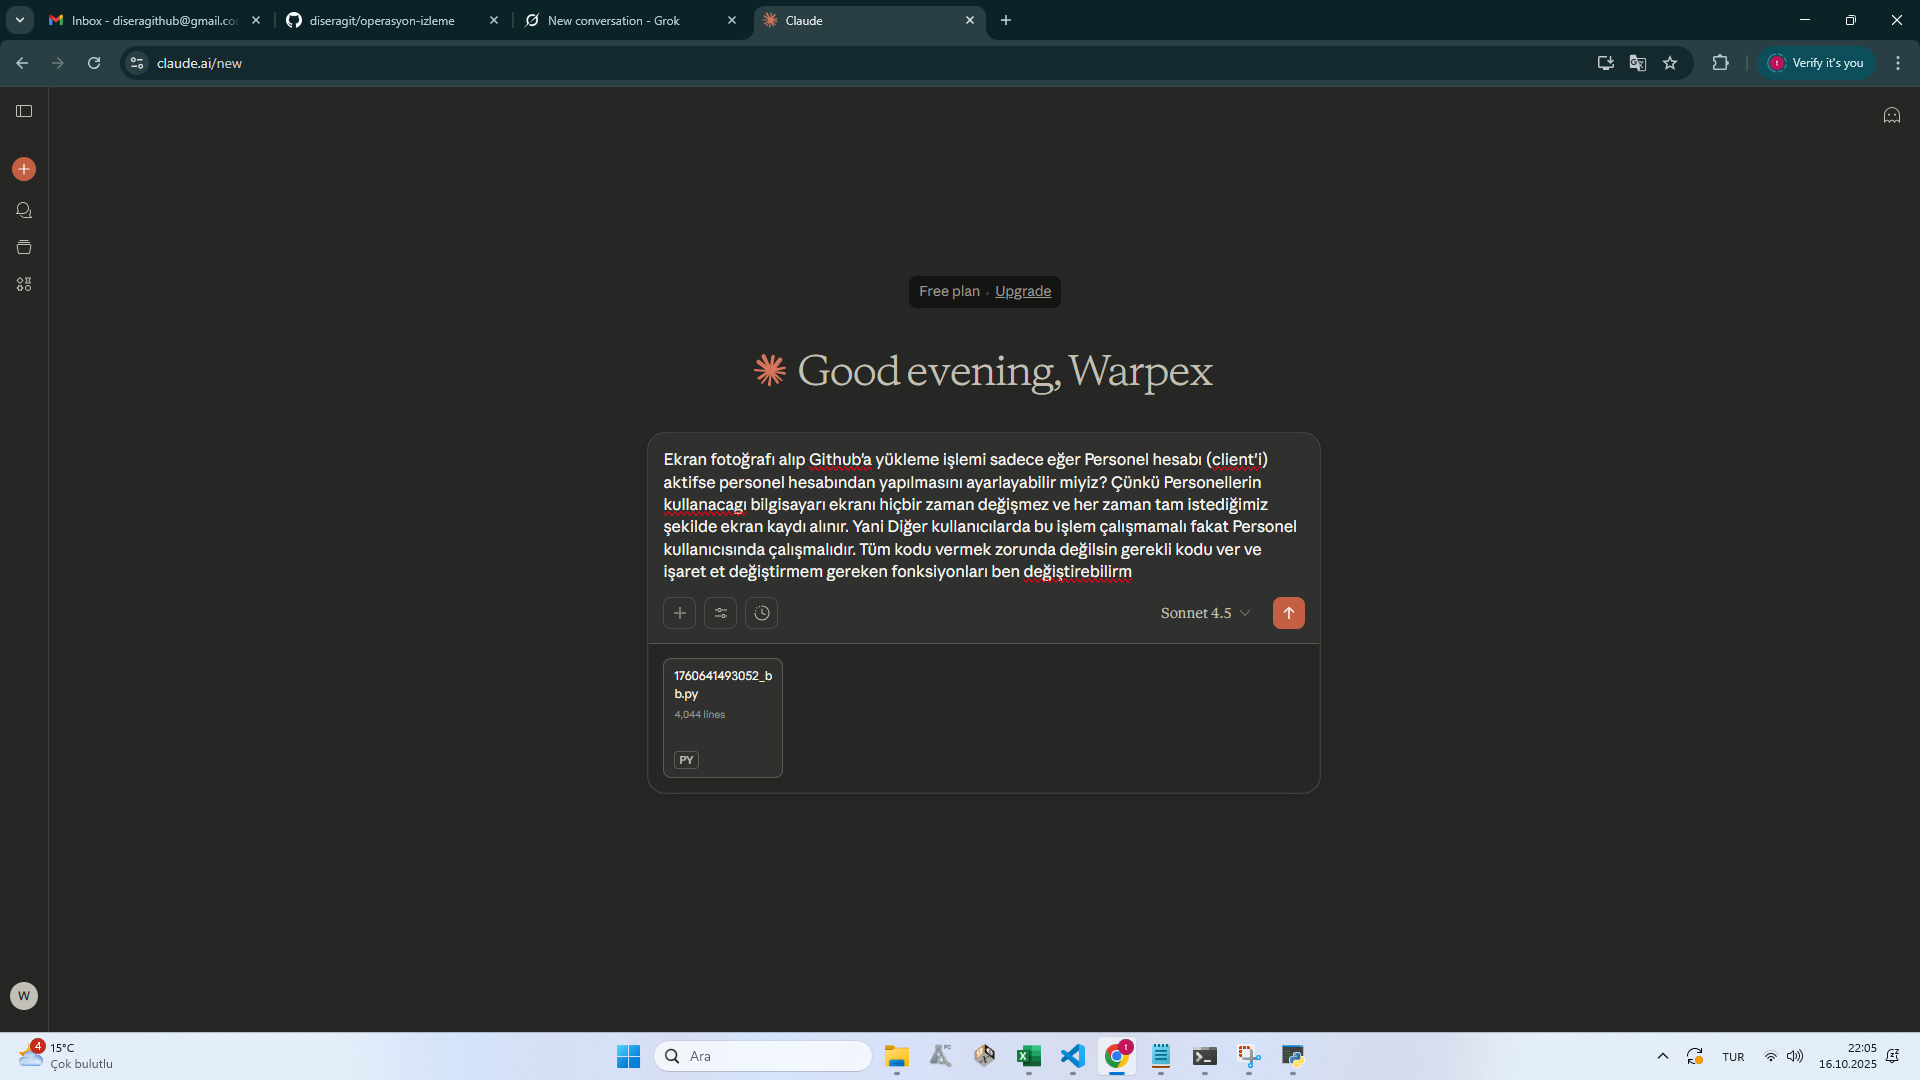 Inbox - diseragithub@gmail.co
diseragit/operasyon-izleme
New conversation - Grok
Claude
claude.ai/new
Verify it's you
Free plan · Upgrade
Good evening, Warpex
Ekran fotoğrafı alıp Github'a yükleme işlemi sadece eğer Personel hesabı (client'i)
aktifse personel hesabından yapılmasını ayarlayabilir miyiz? Çünkü Personellerin
kullanacagı bilgisayarı ekranı hiçbir zaman değişmez ve her zaman tam istediğimiz
şekilde ekran kaydı alınır. Yani Diğer kullanıcılarda bu işlem çalışmamalı fakat Personel
kullanıcısında çalışmalıdır. Tüm kodu vermek zorunda değilsin gerekli kodu ver ve
işaret et değiştirmem gereken fonksiyonları ben değiştirebilirm
Sonnet 4.5
1760641493052_b
b.py
4,044 lines
PY
W
4
15°C
Çok bulutlu
Ara
PC
t
TUR
22:05
16.10.2025